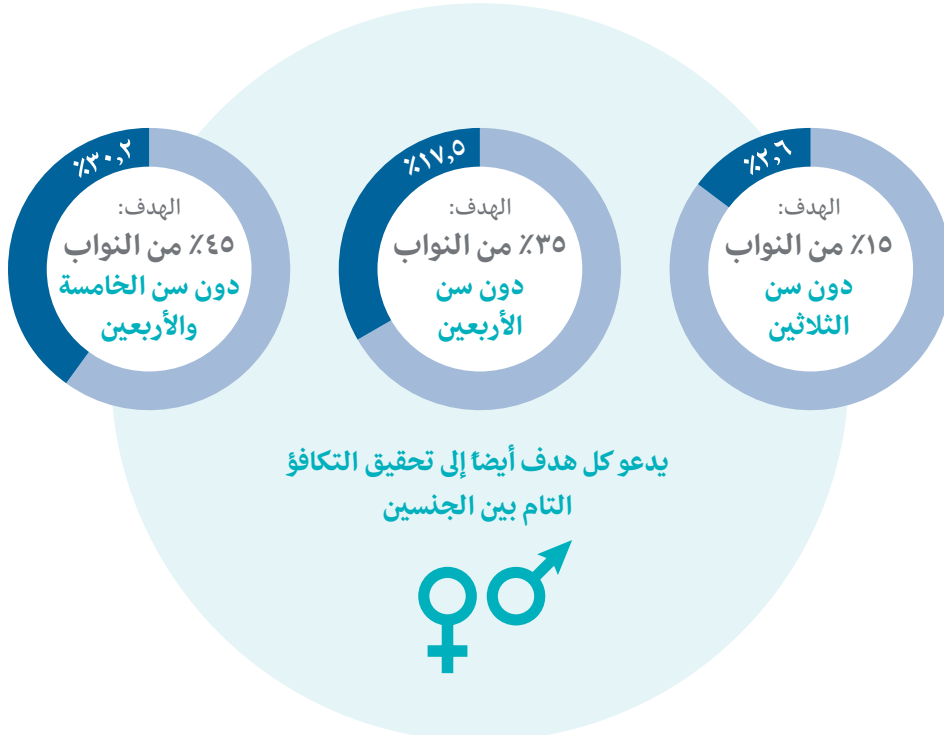 ٪٢,٦
الهدف:
١٥٪ من النواب
دون سن
الثلاثين
٪١٧,٥
الهدف:
٣٥٪ من النواب
دون سن
الأربعين
٪٣٠,٢
الهدف:
٤٥٪ من النواب
دون سن الخامسة
والأربعين
يدعو كل هدف أيضاً إلى تحقيق التكافؤ
التام بين الجنسين